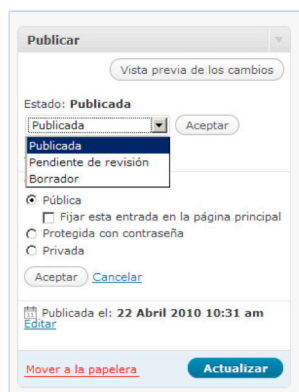 Publicar
Vista previa de los cambios
Estado: Publicada
Publicada
Aceptar
Publicada
Pendiente de revisión
Borrador
Pública
Fijar esta entrada en la página principal
Protegida con contraseña
Privada
Aceptar
Cancelar
Publicada el: 22 Abril 2010 10:31 am
Editar
Mover a la papelera
Actualizar